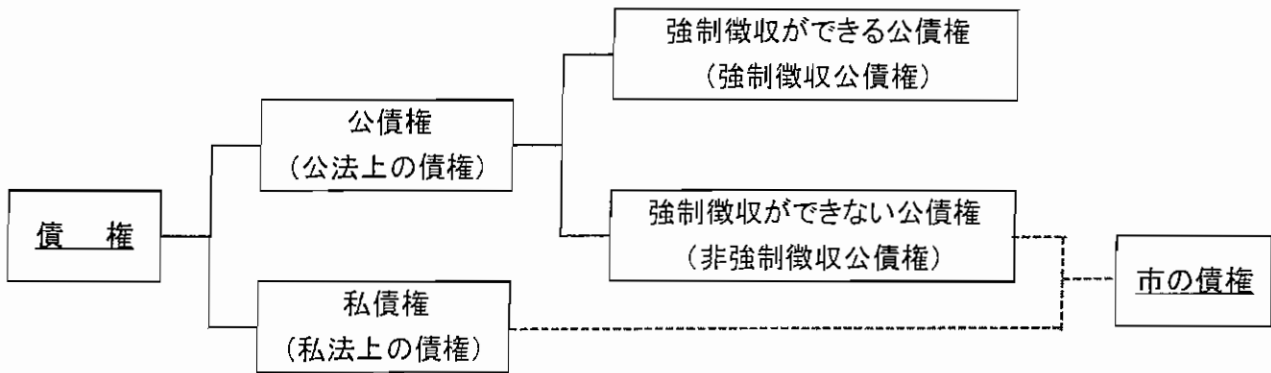 債　権
公債権
（公法上の債権）
私債権
（私法上の債権）
強制徴収ができる公債権
（強制徴収公債権）
強制徴収ができない公債権
（非強制徴収公債権）
市の債権